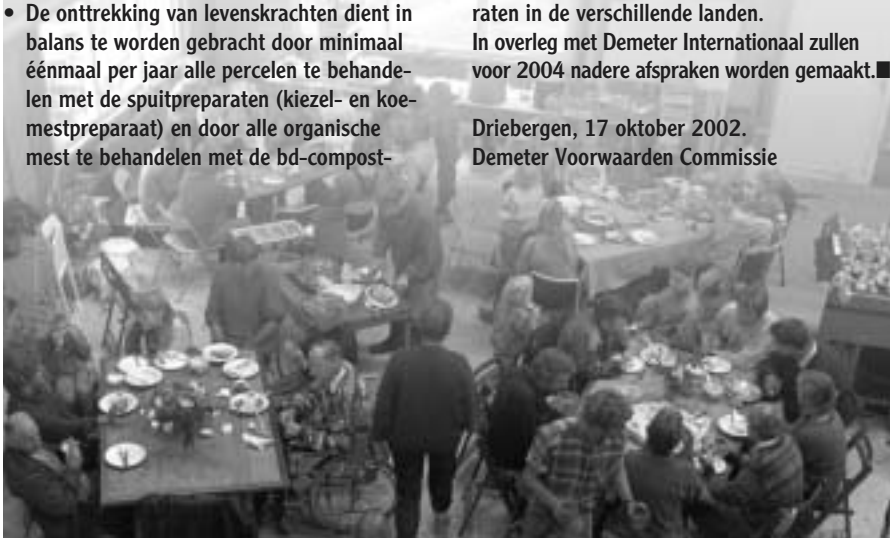 • De onttrekking van levenskrachten dient in
balans te worden gebracht door minimaal
éénmaal per jaar alle percelen te behande-
len met de spuitpreparaten (kiezel- en koe-
mestpreparaat) en door alle organische
mest te behandelen met de bd-compost-
raten in de verschillende landen.
In overleg met Demeter Internationaal zullen
voor 2004 nadere afspraken worden gemaakt.■
Driebergen, 17 oktober 2002.
Demeter Voorwaarden Commissie